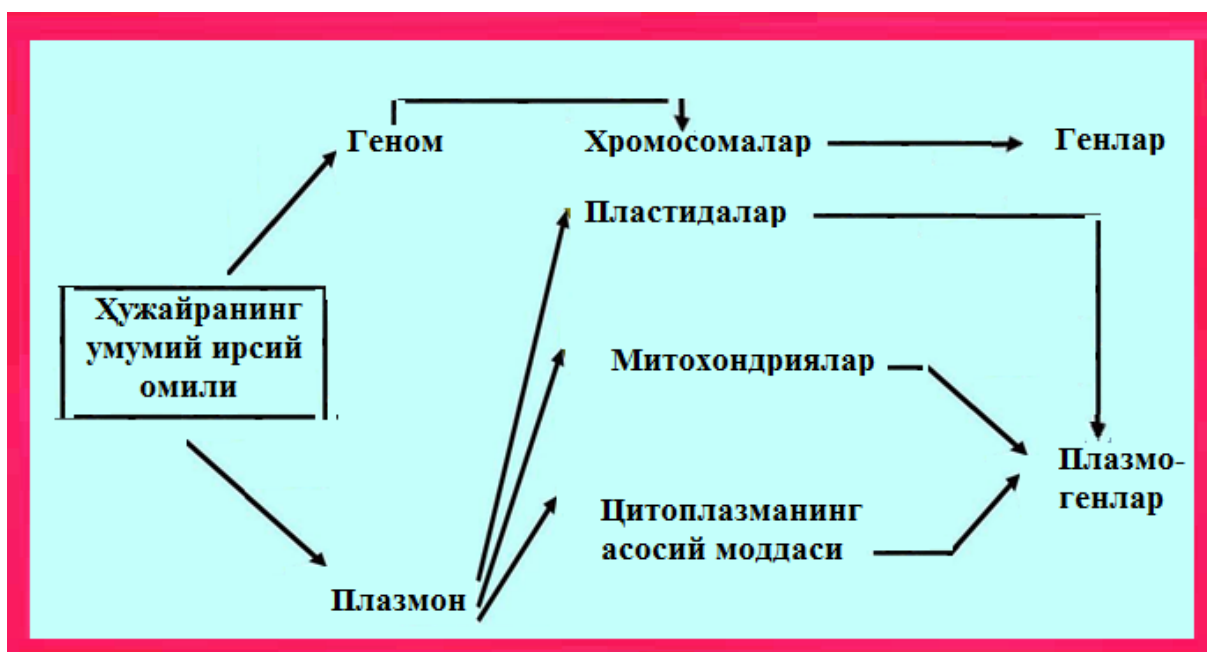 Геном
Хромосомалар
Генлар
Пластидалар
Ҳужайранинг
умумий ирсий
омили
Митохондриялар
Плазмо-
генлар
Цитоплазманинг
асосий моддаси
Плазмон